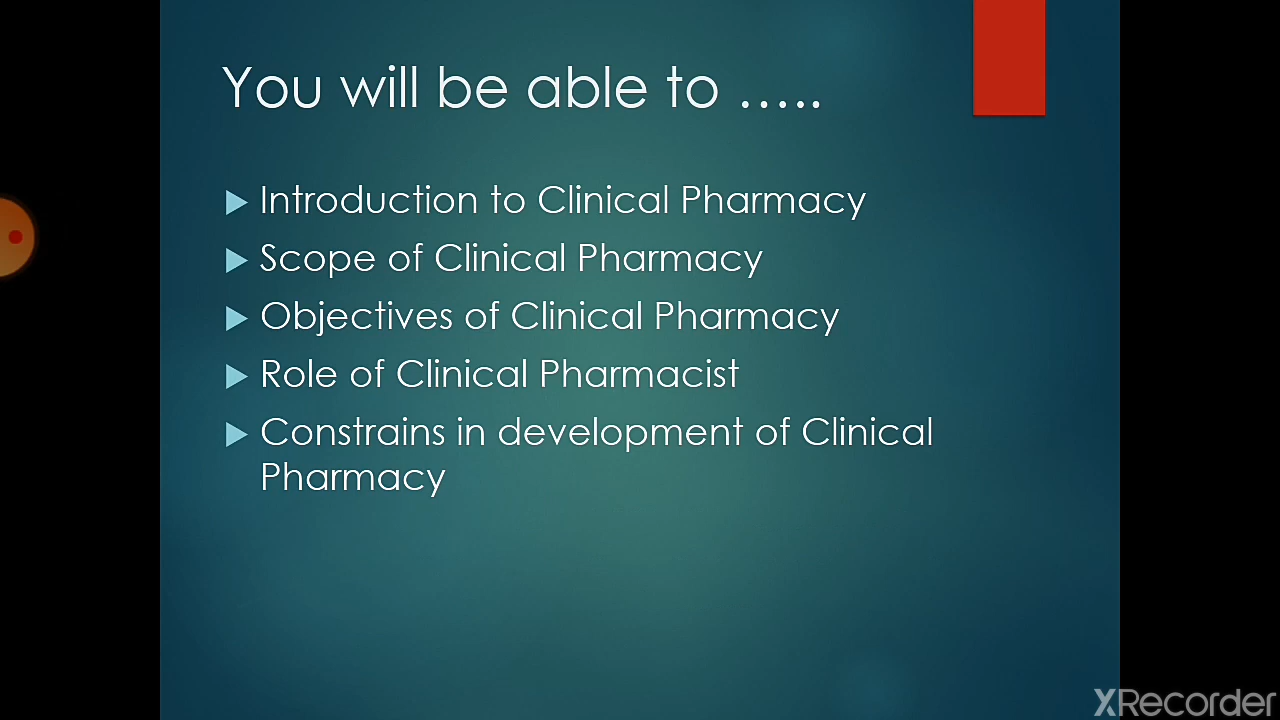 You will be able to .....
Introduction to Clinical Pharmacy
Scope of Clinical Pharmacy
Objectives of Clinical Pharmacy
Role of Clinical Pharmacist
Constrains in development of Clinical
Pharmacy
XRecorder